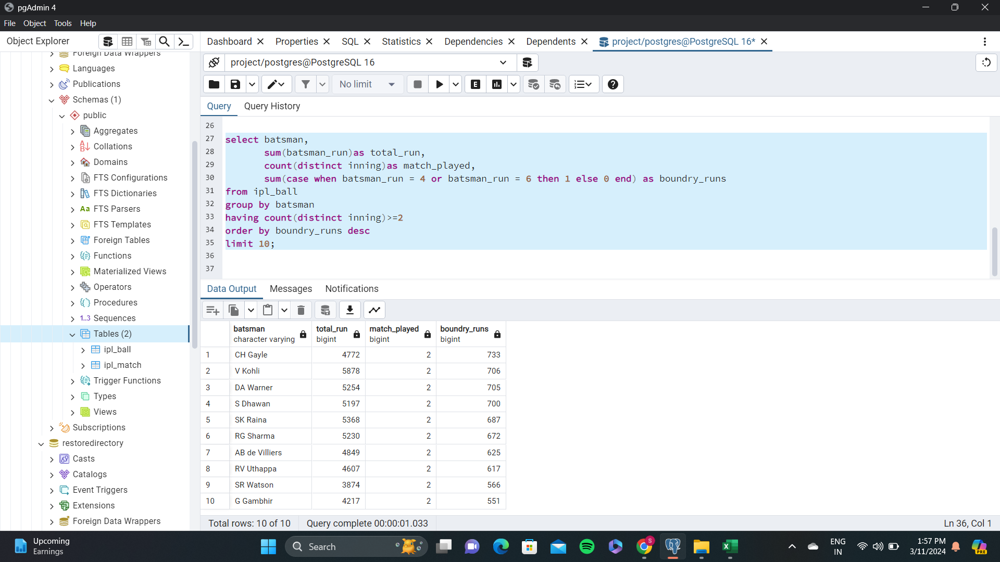 pgAdmin 4
File Object Tools Help
Object Explorer
Dashboard Properties SQL Statistics Dependencies Dependents project/postgres@PostgreSQL 16*
Foreign Data Wrappers
Languages
Publications
Schemas (1)
public
Aggregates
Collations
Domains
FTS Configurations
FTS Dictionaries
Aa FTS Parsers
FTS Templates
Foreign Tables
Functions
Materialized Views
Operators
Procedures
1..3 Sequences
Tables (2)
ipl_ball
ipl_match
Trigger Functions
Types
Views
Subscriptions
restoredirectory
Casts
Catalogs
Event Triggers
Extensions
Foreign Data Wrappers
project/postgres@PostgreSQL 16
No limit
E
Query Query History
26
27 select batsman,
28 sum(batsman_run)as total_run,
29 count(distinct inning)as match_played,
30 sum(case when batsman_run = 4 or batsman_run = 6 then 1 else 0 end) as boundry_runs
31 from ipl_ball
32 group by batsman
33 having count(distinct inning)>=2
34 order by boundry_runs desc
35 limit 10;
36
37
Data Output Messages Notifications
batsman total_run match_played boundry_runs
character varying bigint bigint bigint
1 CH Gayle 4772 2 733
2 V Kohli 5878 2 706
3 DA Warner 5254 2 705
4 S Dhawan 5197 2 700
5 SK Raina 5368 2 687
6 RG Sharma 5230 2 672
7 AB de Villiers 4849 2 625
8 RV Uthappa 4607 2 617
9 SR Watson 3874 2 566
10 G Gambhir 4217 2 551
Total rows: 10 of 10 Query complete 00:00:01.033 Ln 36, Col 1
Upcoming
Earnings
Search
S
ENG
IN
1:57 PM
3/11/2024
PRE